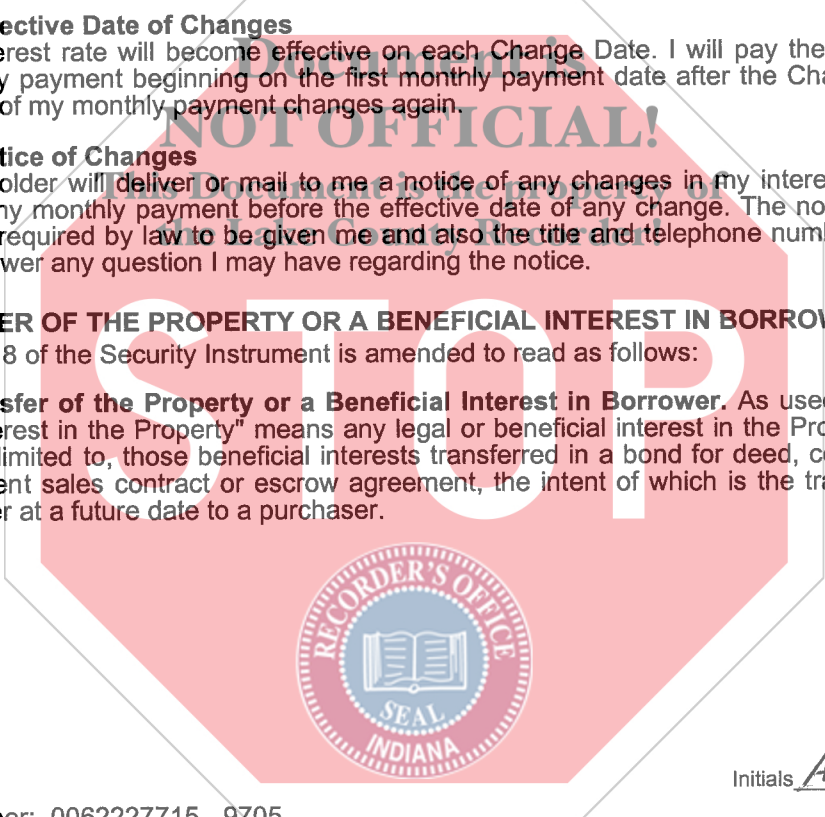 ective Date of Changes
erest rate will become effective on each Change Date. I will pay the
y payment beginning on the first monthly payment date after the Cha
of my monthly payment changes again.
Document is
NOT OFFICIAL!
This Document is the property of
the Lake County Recorder!
tice of Changes
older will deliver or mail to me a notice of any changes in my intere
ny monthly payment before the effective date of any change. The no
required by law to be given me and also the title and telephone num
wer any question I may have regarding the notice.
ER OF THE PROPERTY OR A BENEFICIAL INTEREST IN BORROW
8 of the Security Instrument is amended to read as follows:
STOP
sfer of the Property or a Beneficial Interest in Borrower. As use
erest in the Property" means any legal or beneficial interest in the Pro
limited to, those beneficial interests transferred in a bond for deed, c
ent sales contract or escrow agreement, the intent of which is the tra
r at a future date to a purchaser.
RECORDER'S OFFICE
SEAL
INDIANA
Initials A
er: 0062227715 - 9705